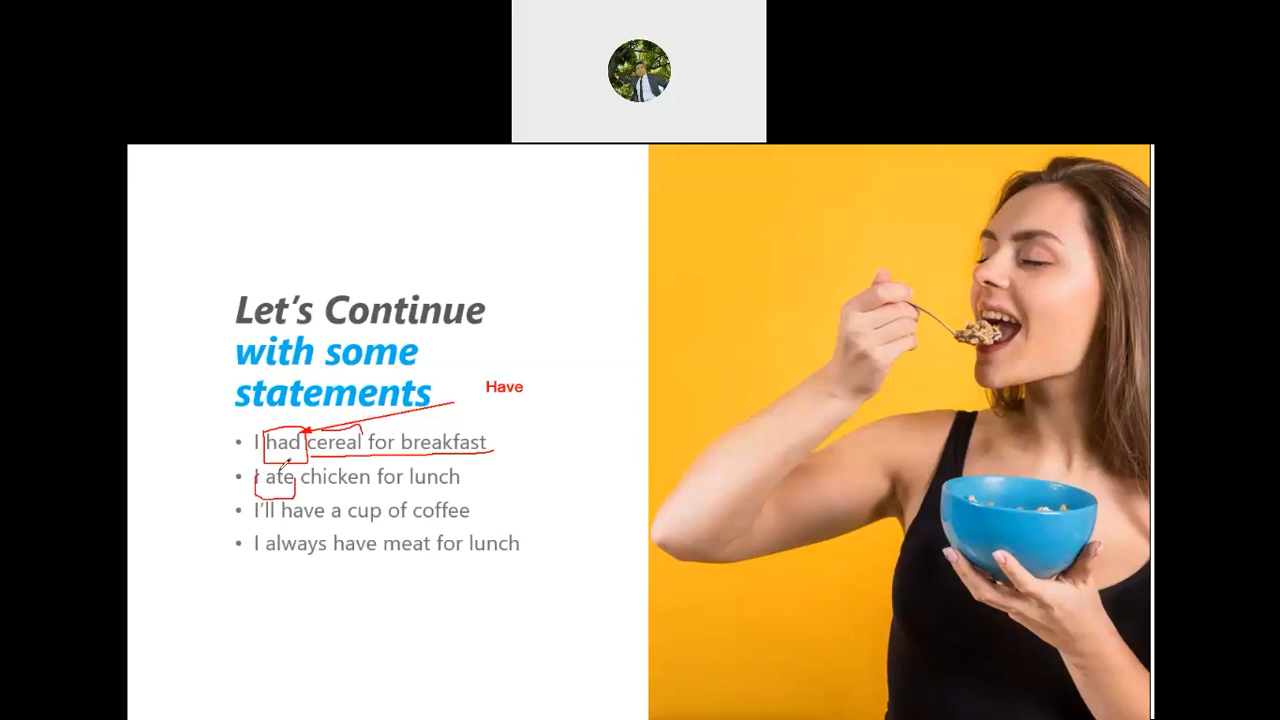 Let's Continue
with some
statements
Have
• I had cereal for breakfast
• I ate chicken for lunch
• I'll have a cup of coffee
• I always have meat for lunch